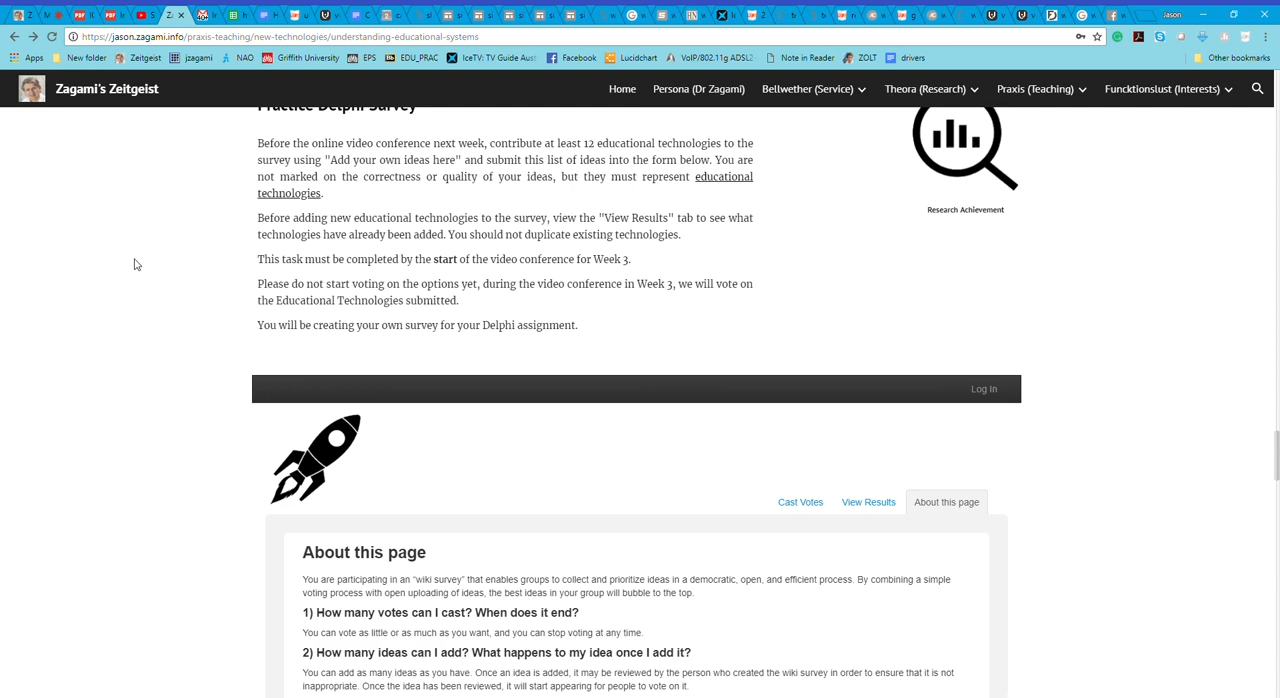 Jason
https://jason.zagami.info/praxis-teaching/new-technologies/understanding-educational-systems
Apps New folder Zeitgeist jzagami NAO Griffith University EPS EDU_PRAC IceTV: TV Guide Aust Facebook Lucidchart VoIP/802.11g ADSL2 Note in Reader ZOLT drivers Other bookmarks
Zagami's Zeitgeist Home Persona (Dr Zagami) Bellwether (Service) Theora (Research) Praxis (Teaching) Funcktionslust (Interests)
Practice Delphi Survey
Before the online video conference next week, contribute at least 12 educational technologies to the
survey using "Add your own ideas here" and submit this list of ideas into the form below. You are
not marked on the correctness or quality of your ideas, but they must represent educational
technologies.
Research Achievement
Before adding new educational technologies to the survey, view the "View Results" tab to see what
technologies have already been added. You should not duplicate existing technologies.
This task must be completed by the start of the video conference for Week 3.
Please do not start voting on the options yet, during the video conference in Week 3, we will vote on
the Educational Technologies submitted.
You will be creating your own survey for your Delphi assignment.
Log In
Cast Votes View Results About this page
About this page
You are participating in an "wiki survey" that enables groups to collect and prioritize ideas in a democratic, open, and efficient process. By combining a simple
voting process with open uploading of ideas, the best ideas in your group will bubble to the top.
1) How many votes can I cast? When does it end?
You can vote as little or as much as you want, and you can stop voting at any time.
2) How many ideas can I add? What happens to my idea once I add it?
You can add as many ideas as you have. Once an idea is added, it may be reviewed by the person who created the wiki survey in order to ensure that it is not
inappropriate. Once the idea has been reviewed, it will start appearing for people to vote on it.